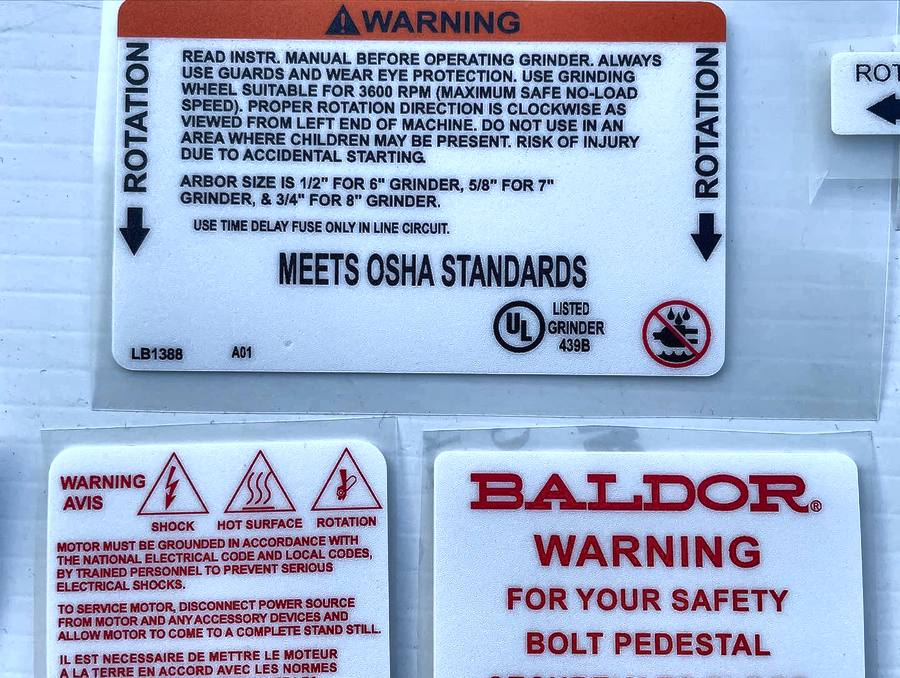 WARNING
ROTATION
READ INSTR. MANUAL BEFORE OPERATING GRINDER. ALWAYS
USE GUARDS AND WEAR EYE PROTECTION. USE GRINDING
WHEEL SUITABLE FOR 3600 RPM (MAXIMUM SAFE NO-LOAD
SPEED). PROPER ROTATION DIRECTION IS CLOCKWISE AS
VIEWED FROM LEFT END OF MACHINE. DO NOT USE IN AN
AREA WHERE CHILDREN MAY BE PRESENT. RISK OF INJURY
DUE TO ACCIDENTAL STARTING.
ARBOR SIZE IS 1/2" FOR 6" GRINDER, 5/8" FOR 7"
GRINDER, & 3/4" FOR 8" GRINDER.
USE TIME DELAY FUSE ONLY IN LINE CIRCUIT.
MEETS OSHA STANDARDS
UL
LISTED
GRINDER
439B
LB1388 A01
ROTATION
ROT
WARNING
AVIS
SHOCK HOT SURFACE ROTATION
MOTOR MUST BE GROUNDED IN ACCORDANCE WITH
THE NATIONAL ELECTRICAL CODE AND LOCAL CODES,
BY TRAINED PERSONNEL TO PREVENT SERIOUS
ELECTRICAL SHOCKS.
TO SERVICE MOTOR, DISCONNECT POWER SOURCE
FROM MOTOR AND ANY ACCESSORY DEVICES AND
ALLOW MOTOR TO COME TO A COMPLETE STAND STILL.
IL EST NECESSAIRE DE METTRE LE MOTEUR
A LA TERRE EN ACCORD AVEC LES NORMES
BALDOR®
WARNING
FOR YOUR SAFETY
BOLT PEDESTAL